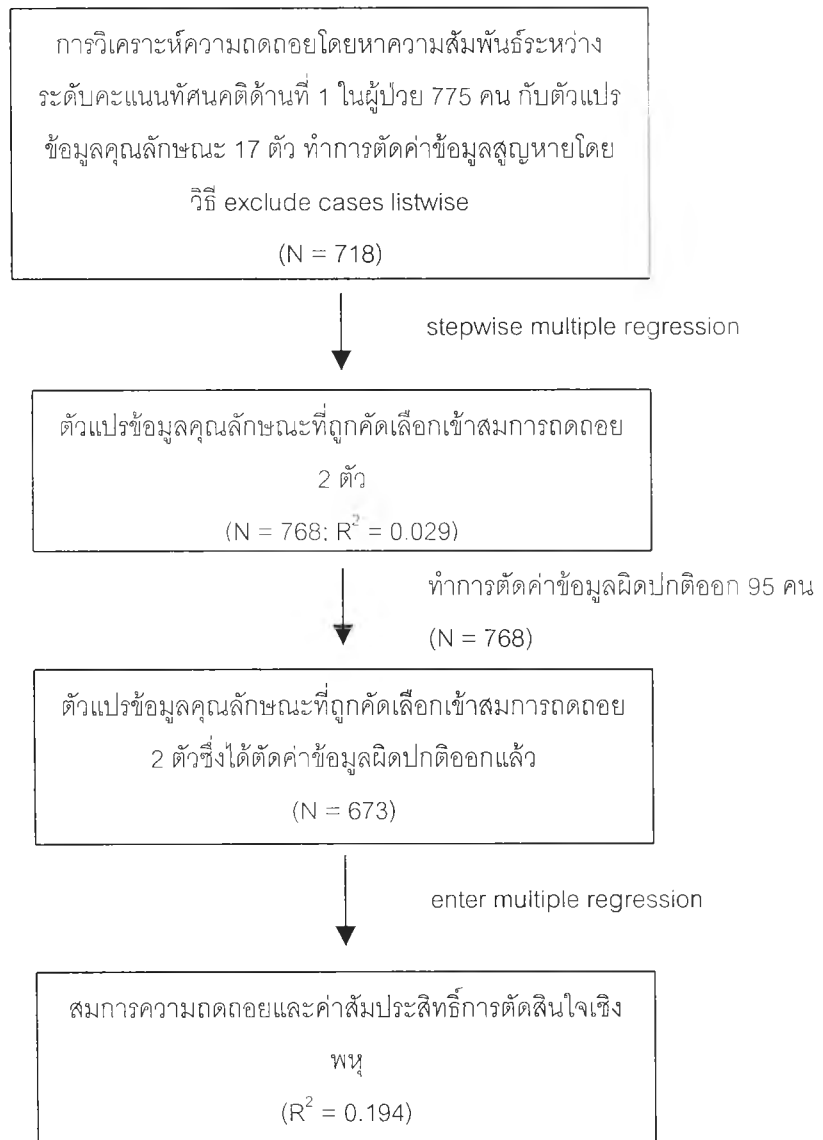 การวิเคราะห์ความถดถอยโดยหาความสัมพันธ์ระหว่าง
ระดับคะแนนทัศนคติด้านที่ 1 ในผู้ป่วย 775 คน กับตัวแปร
ข้อมูลคุณลักษณะ 17 ตัว ทำการตัดค่าข้อมูลสูญหายโดย
วิธี exclude cases listwise
(N = 718)
stepwise multiple regression
ตัวแปรข้อมูลคุณลักษณะที่ถูกคัดเลือกเข้าสมการถดถอย
2 ตัว
(N = 768; R² = 0.029)
ทำการตัดค่าข้อมูลผิดปกติออก 95 คน
(N = 768)
ตัวแปรข้อมูลคุณลักษณะที่ถูกคัดเลือกเข้าสมการถดถอย
2 ตัวซึ่งได้ตัดค่าข้อมูลผิดปกติออกแล้ว
(N = 673)
enter multiple regression
สมการความถดถอยและค่าสัมประสิทธิ์การตัดสินใจเชิง
พหุ
(R² = 0.194)